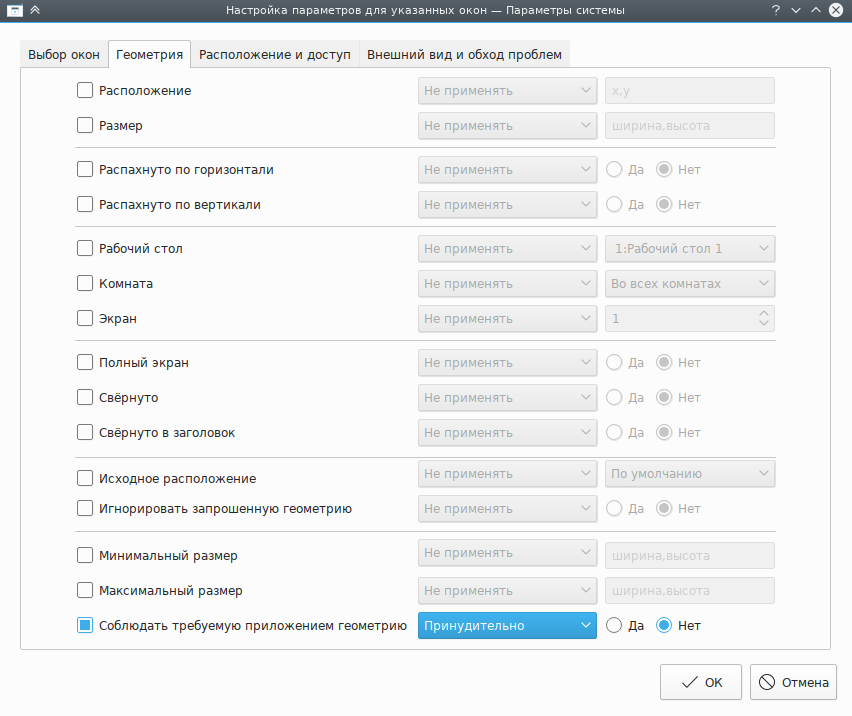 Настройка параметров для указанных окон — Параметры системы ?
Выбор окон Геометрия Расположение и доступ Внешний вид и обход проблем
Расположение Не применять x,y
Размер Не применять ширина,высота
Распахнуто по горизонтали Не применять Да Нет
Распахнуто по вертикали Не применять Да Нет
Рабочий стол Не применять 1:Рабочий стол 1
Комната Не применять Во всех комнатах
Экран Не применять 1
Полный экран Не применять Да Нет
Свёрнуто Не применять Да Нет
Свёрнуто в заголовок Не применять Да Нет
Исходное расположение Не применять По умолчанию
Игнорировать запрошенную геометрию Не применять Да Нет
Минимальный размер Не применять ширина,высота
Максимальный размер Не применять ширина,высота
Соблюдать требуемую приложением геометрию Принудительно Да Нет
ОК Отмена